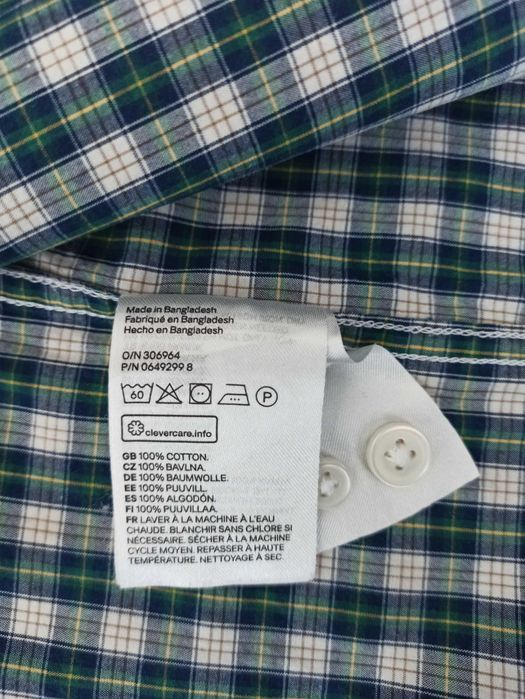 Made in Bangladesh
Fabriqué en Bangladesh
Hecho en Bangladesh
O/N 306964
P/N 0649299 8
60 P
clevercare.info
GB 100% COTTON.
CZ 100% BAVLNA.
DE 100% BAUMWOLLE.
EE 100% PUUVILL.
ES 100% ALGODÓN.
FI 100% PUUVILLAA.
FR LAVER À LA MACHINE À L'EAU
CHAUDE. BLANCHIR SANS CHLORE SI
NÉCESSAIRE. SÉCHER À LA MACHINE
CYCLE MOYEN. REPASSER À HAUTE
TEMPÉRATURE. NETTOYAGE À SEC.